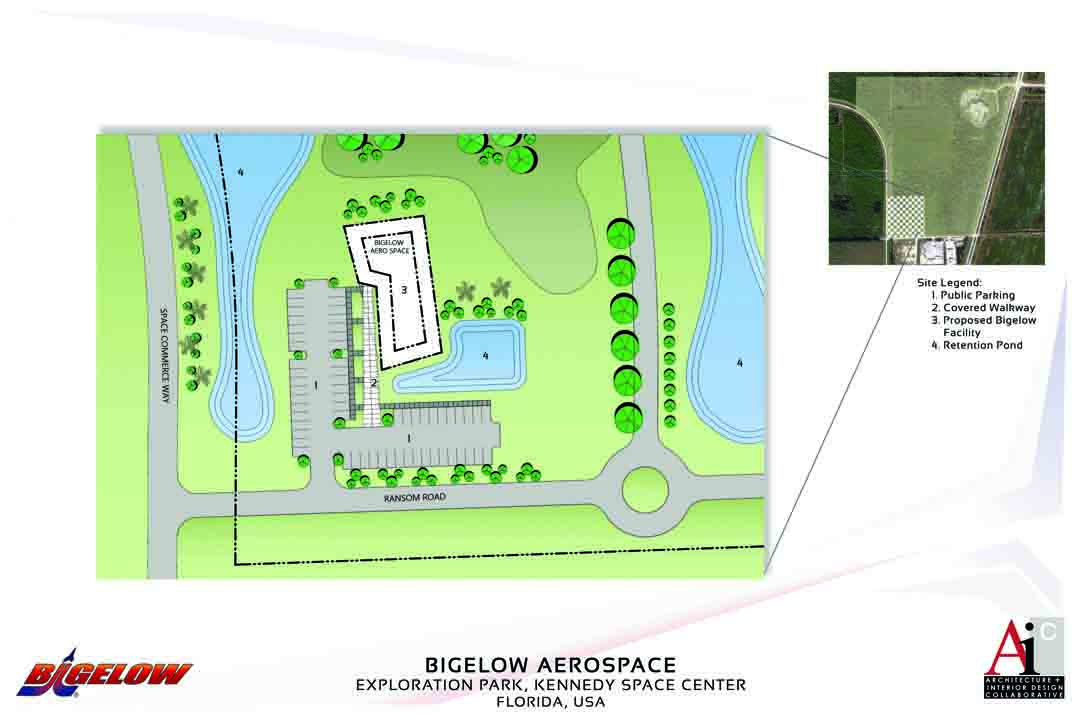 4
BIGELOW
AERO SPACE
3
SPACE COMMERCE WAY
1
2
4
4
1
RANSOM ROAD
Site Legend:
1. Public Parking
2. Covered Walkway
3. Proposed Bigelow
Facility
4. Retention Pond
BIGELOW
BIGELOW AEROSPACE
EXPLORATION PARK, KENNEDY SPACE CENTER
FLORIDA, USA
AiC
ARCHITECTURE +
INTERIOR DESIGN
COLLABORATIVE